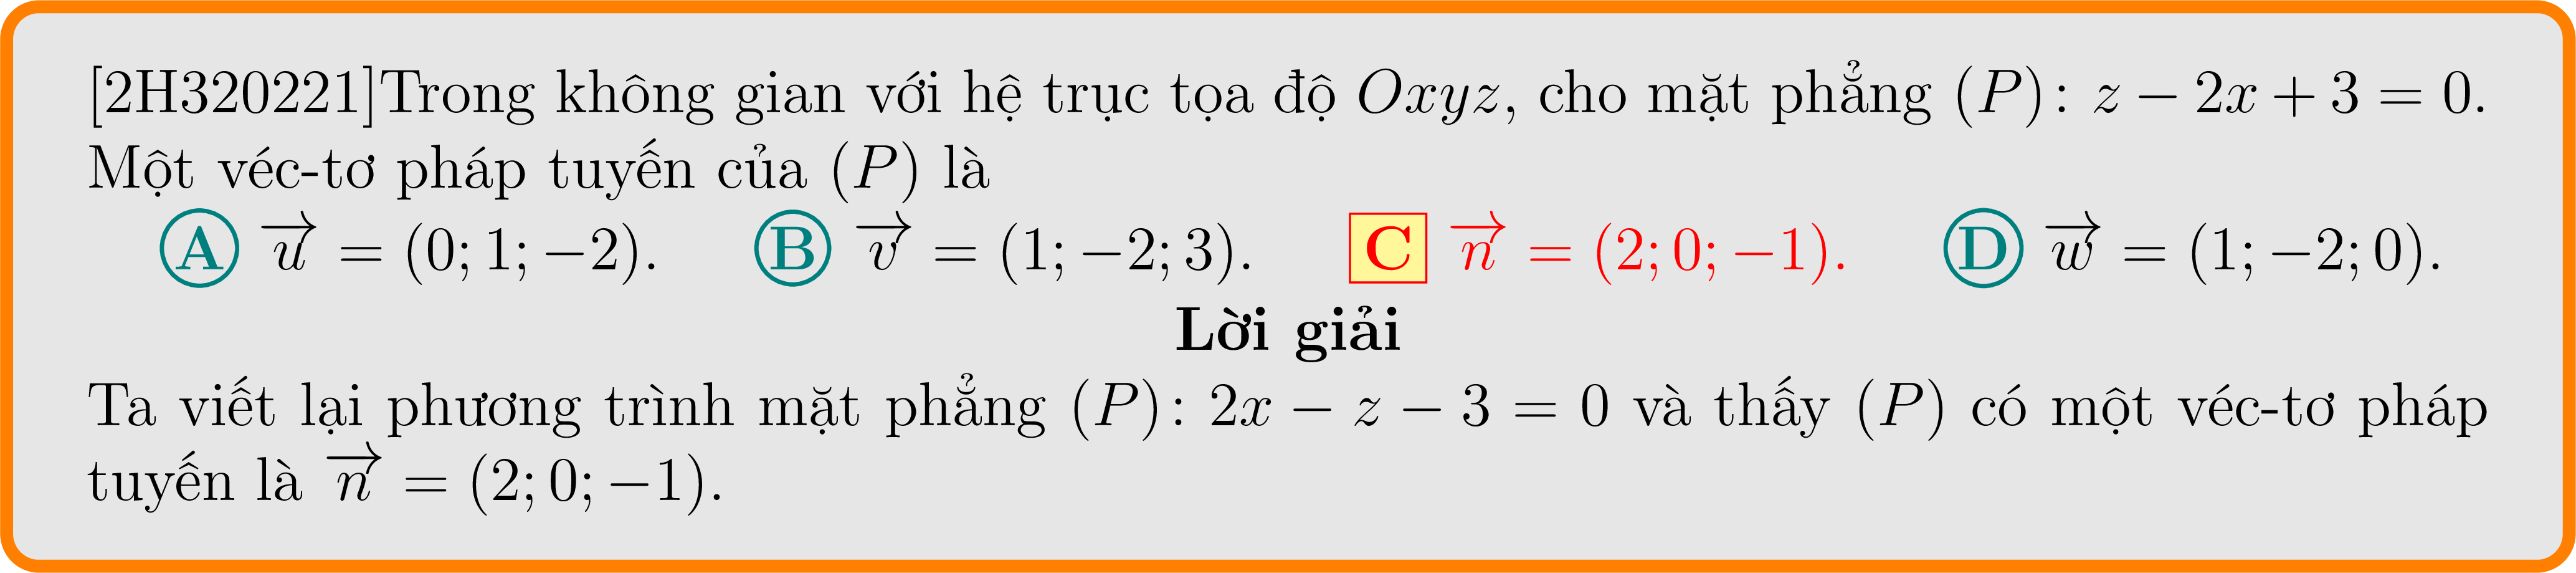 [2H320221]Trong không gian với hệ trục tọa độ Oxyz, cho mặt phẳng (P): z − 2x + 3 = 0.
Một véc-tơ pháp tuyến của (P) là
A $\overrightarrow{u}$ = (0; 1; −2). B $\overrightarrow{v}$ = (1; −2; 3). C $\overrightarrow{n}$ = (2; 0; −1). D $\overrightarrow{w}$ = (1; −2; 0).
Lời giải
Ta viết lại phương trình mặt phẳng (P): 2x − z − 3 = 0 và thấy (P) có một véc-tơ pháp
tuyến là $\overrightarrow{n}$ = (2; 0; −1).